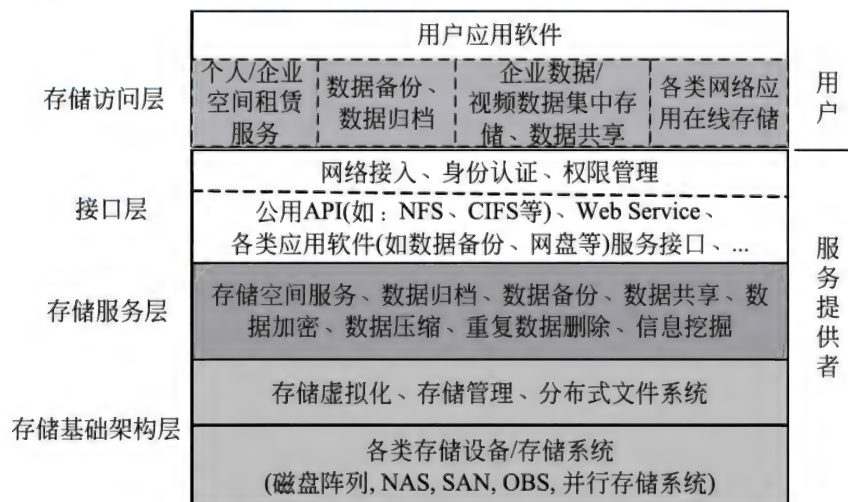 用户应用软件
存储访问层
个人/企业
空间租赁
服务
数据备份、
数据归档
企业数据/
视频数据集中存
储、数据共享
各类网络应
用在线存储
用户
接口层
网络接入、身份认证、权限管理
公用API(如：NFS、CIFS等)、Web Service、
各类应用软件(如数据备份、网盘等)服务接口、...
存储服务层
存储空间服务、数据归档、数据备份、数据共享、数
据加密、数据压缩、重复数据删除、信息挖掘
服务提供者
存储基础架构层
存储虚拟化、存储管理、分布式文件系统
各类存储设备/存储系统
(磁盘阵列, NAS, SAN, OBS, 并行存储系统)